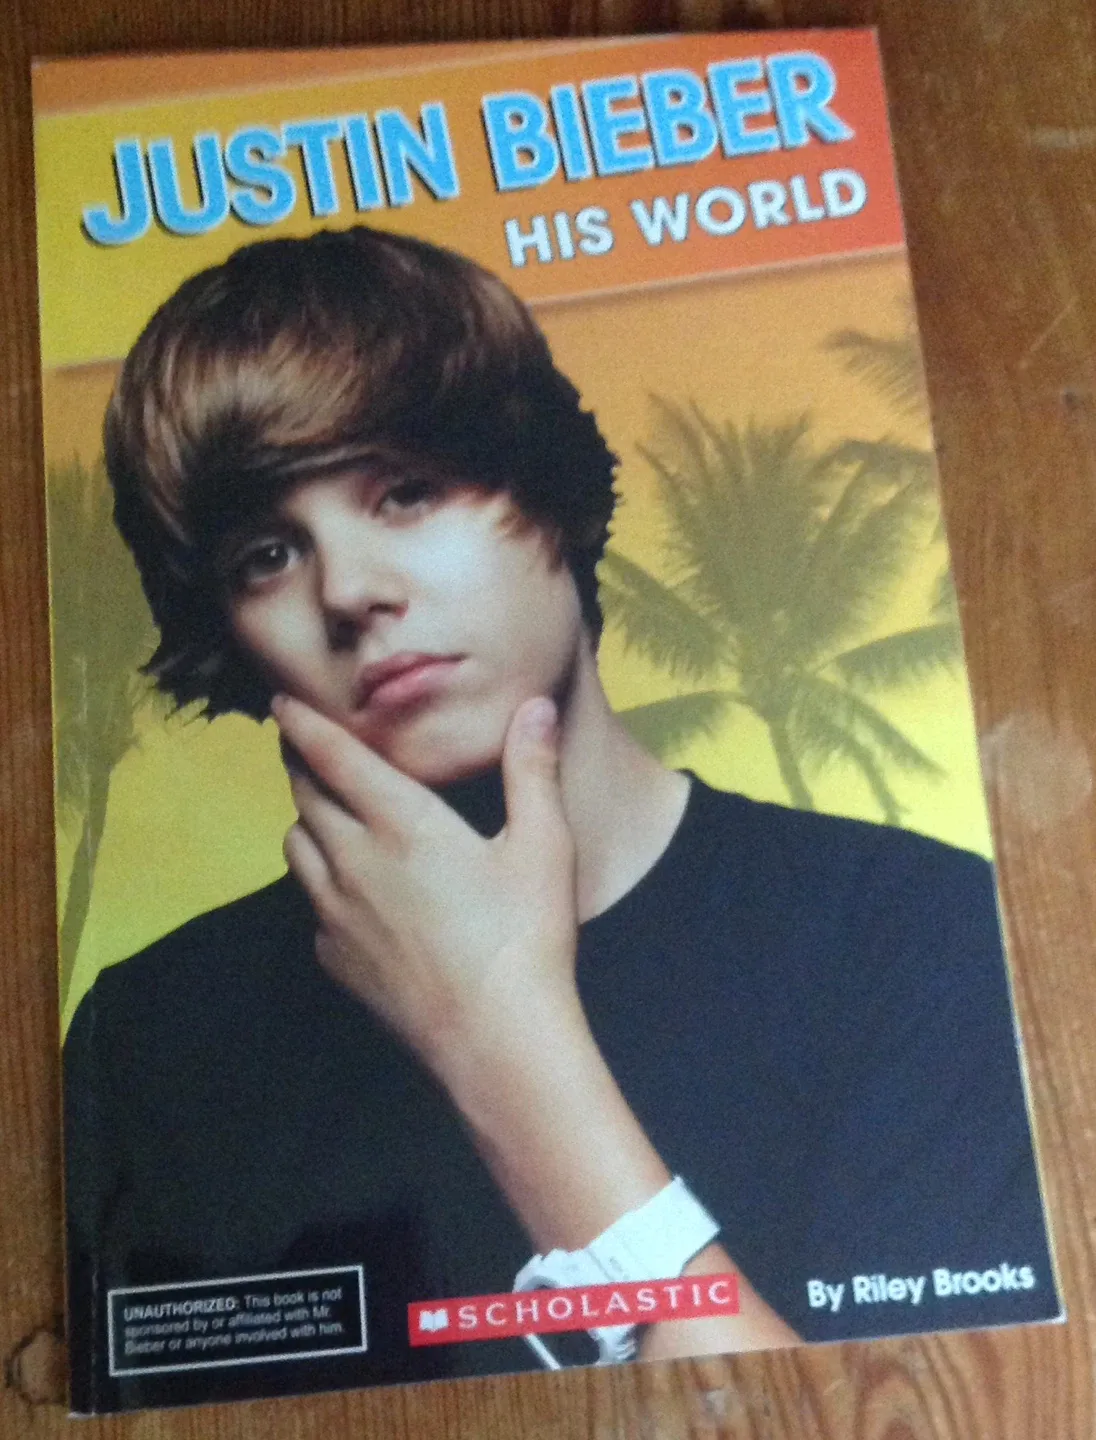 JUSTIN BIEBER
HIS WORLD
UNAUTHORIZED: This book is not
sponsored by or affiliated with Mr.
Bieber or anyone involved with him.
SCHOLASTIC
By Riley Brooks